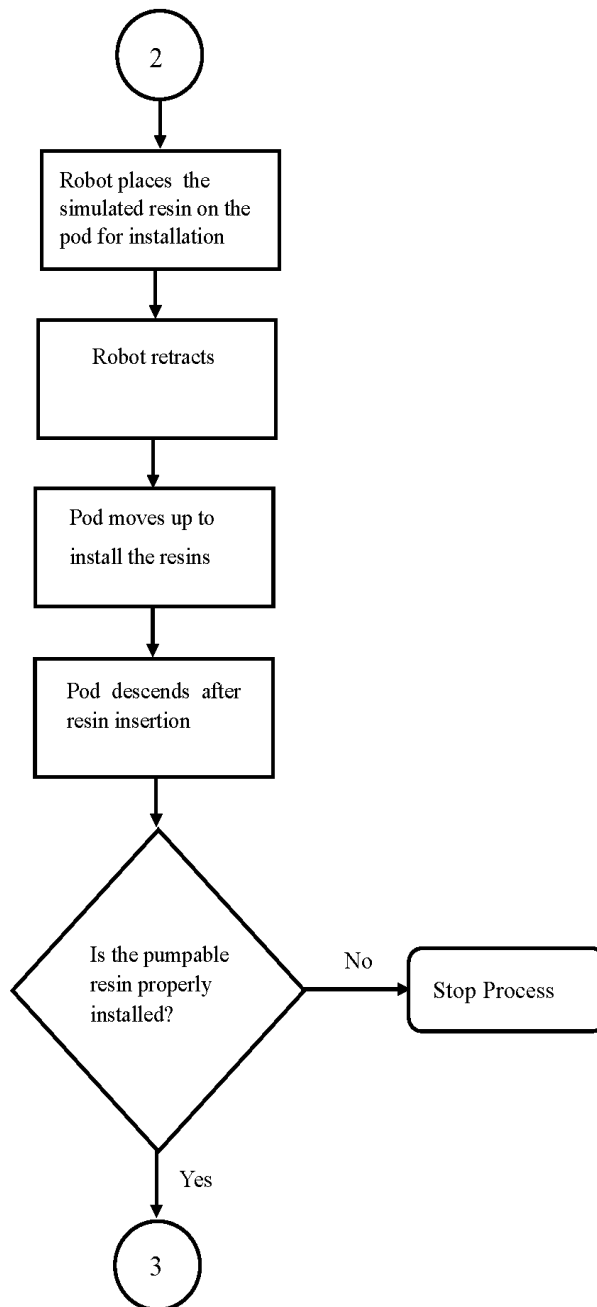 2
Robot places the
simulated resin on the
pod for installation
Robot retracts
Pod moves up to
install the resins
Pod descends after
resin insertion
Is the pumpable
resin properly
installed?
No
Stop Process
Yes
3